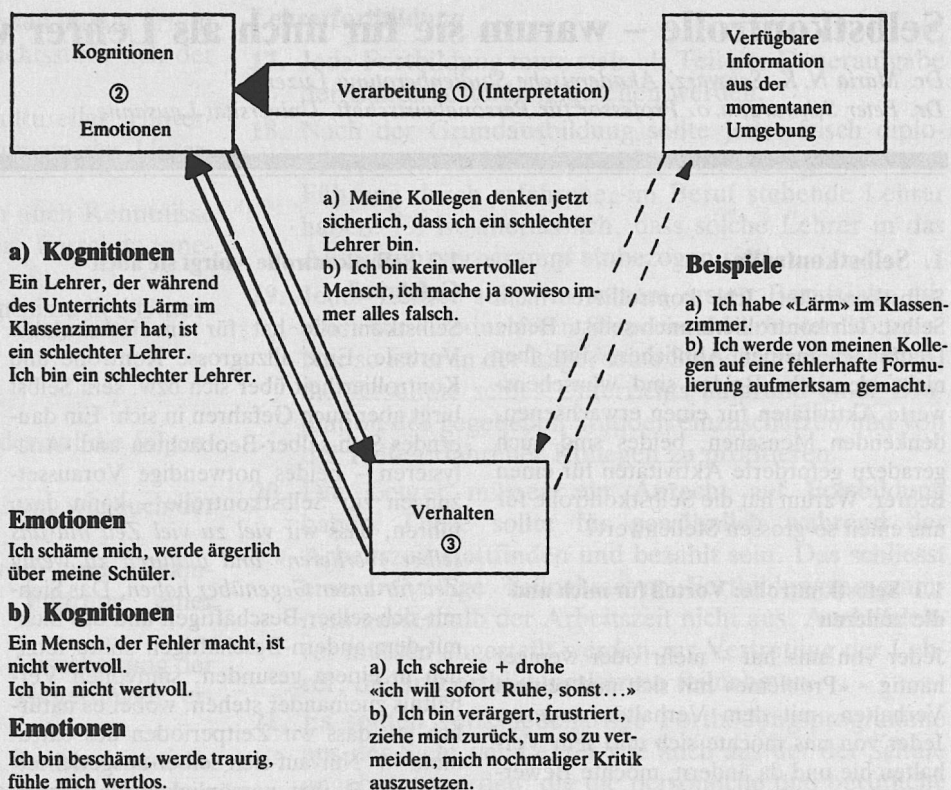 Kognitionen
②
Emotionen
Verarbeitung ① (Interpretation)
Verfügbare
Information
aus der
momentanen
Umgebung
a) Meine Kollegen denken jetzt
sicherlich, dass ich ein schlechter
Lehrer bin.
b) Ich bin kein wertvoller
Mensch, ich mache ja sowieso im-
mer alles falsch.
a) Kognitionen
Ein Lehrer, der während
des Unterrichts Lärm im
Klassenzimmer hat, ist
ein schlechter Lehrer.
Ich bin ein schlechter Lehrer.
Beispiele
a) Ich habe Lärm im Klassen-
zimmer.
b) Ich werde von meinen Kolle-
gen auf eine fehlerhafte Formu-
lierung aufmerksam gemacht.
Verhalten
③
Emotionen
Ich schäme mich, werde ärgerlich
über meine Schüler.
b) Kognitionen
Ein Mensch, der Fehler macht, ist
nicht wertvoll.
Ich bin nicht wertvoll.
Emotionen
Ich bin beschämt, werde traurig,
fühle mich wertlos.
a) Ich schreie + drohe
«ich will sofort Ruhe, sonst . . .»
b) Ich bin verärgert, frustriert,
ziehe mich zurück, um so zu ver-
meiden, mich nochmaliger Kritik
auszusetzen.